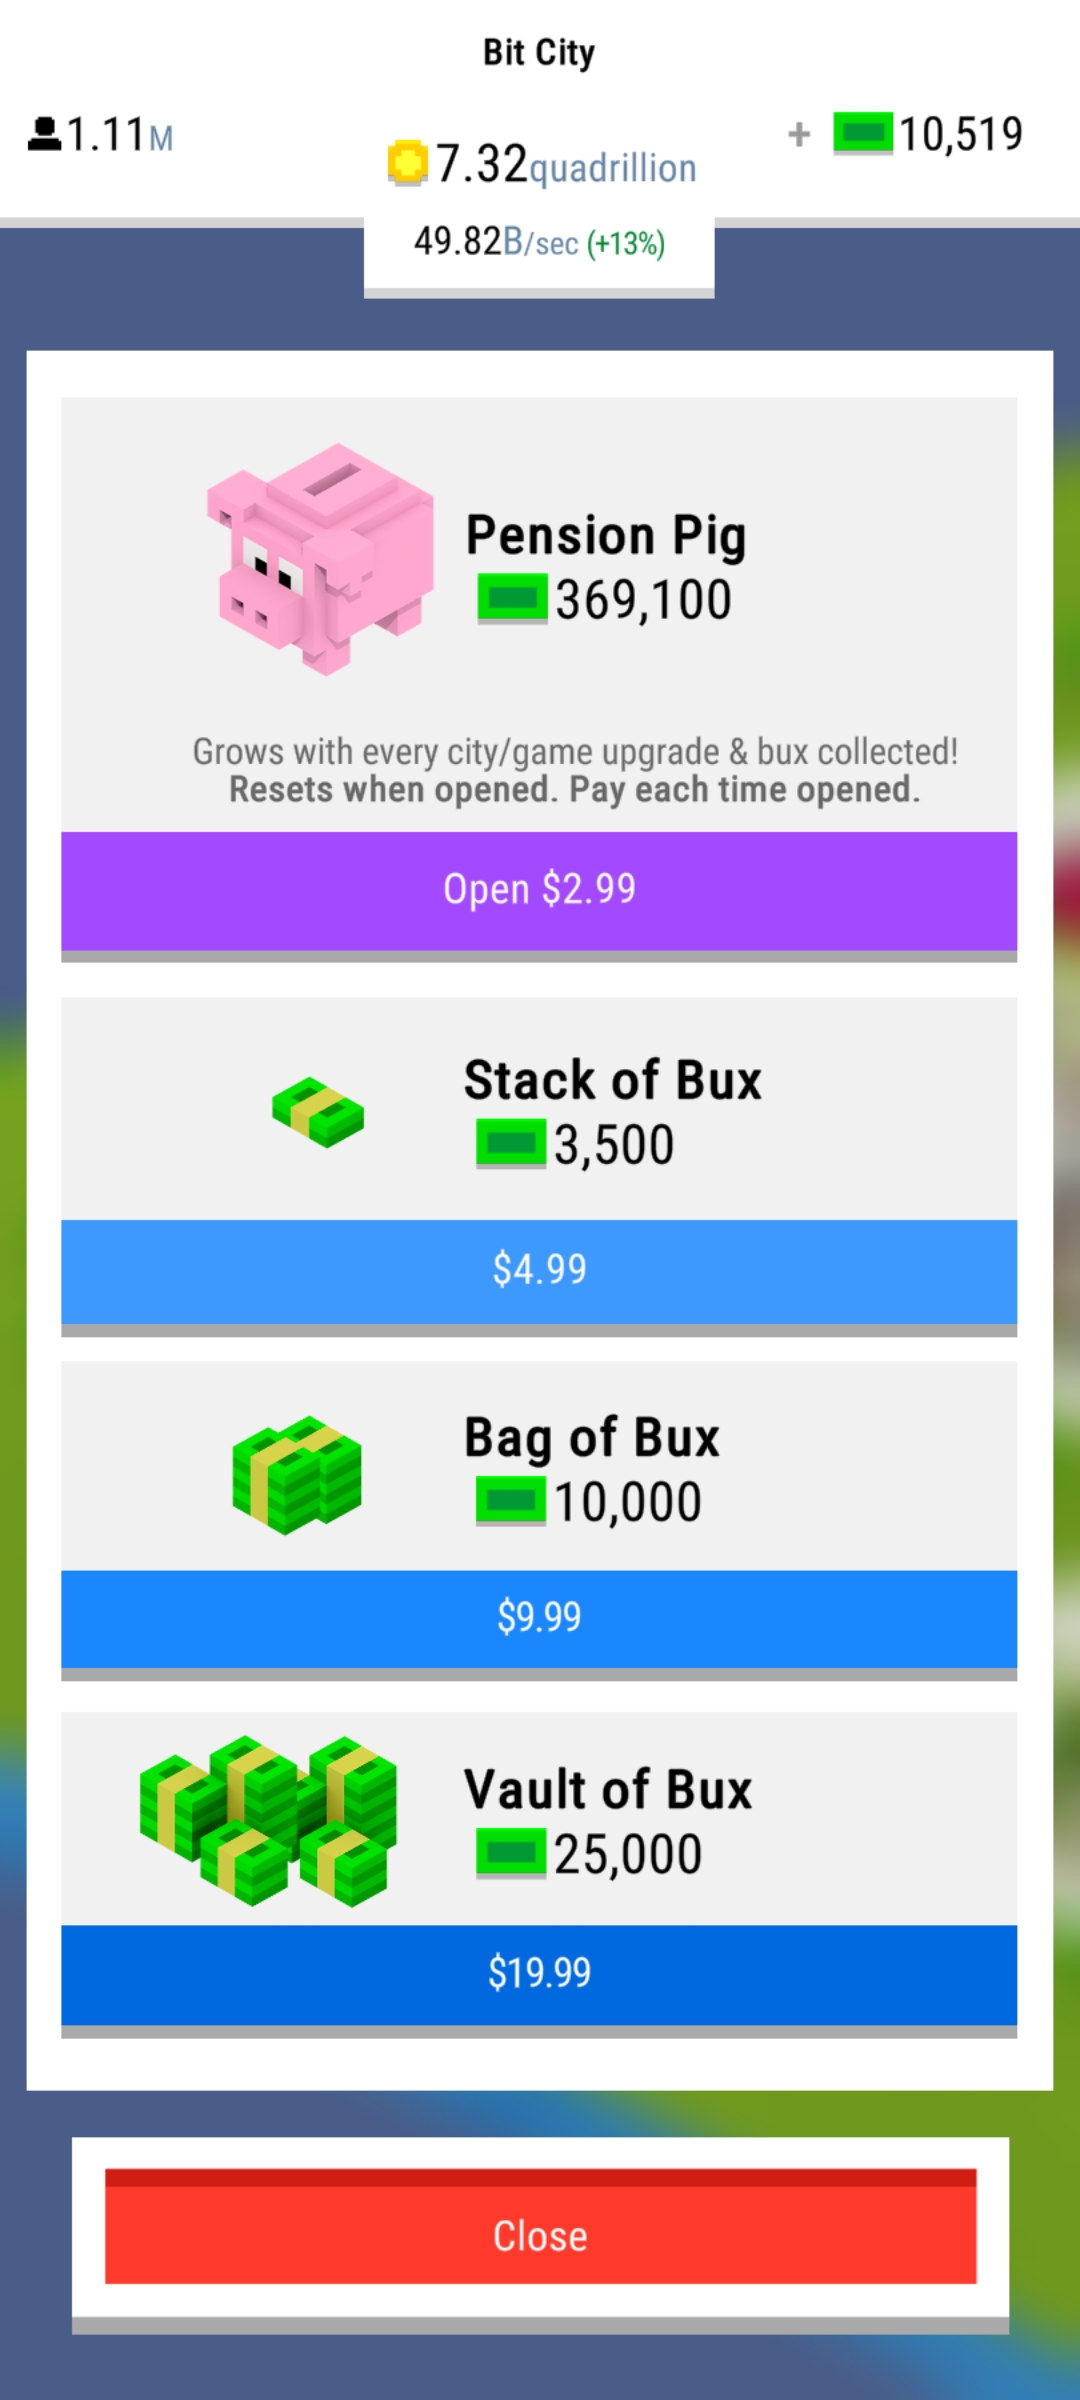 Bit City
1.11M
+ 10,519
7.32quadrillion
49.82B/sec (+13%)
Pension Pig
369,100
Grows with every city/game upgrade & bux collected!
Resets when opened. Pay each time opened.
Open $2.99
Stack of Bux
3,500
$4.99
Bag of Bux
10,000
$9.99
Vault of Bux
25,000
$19.99
Close